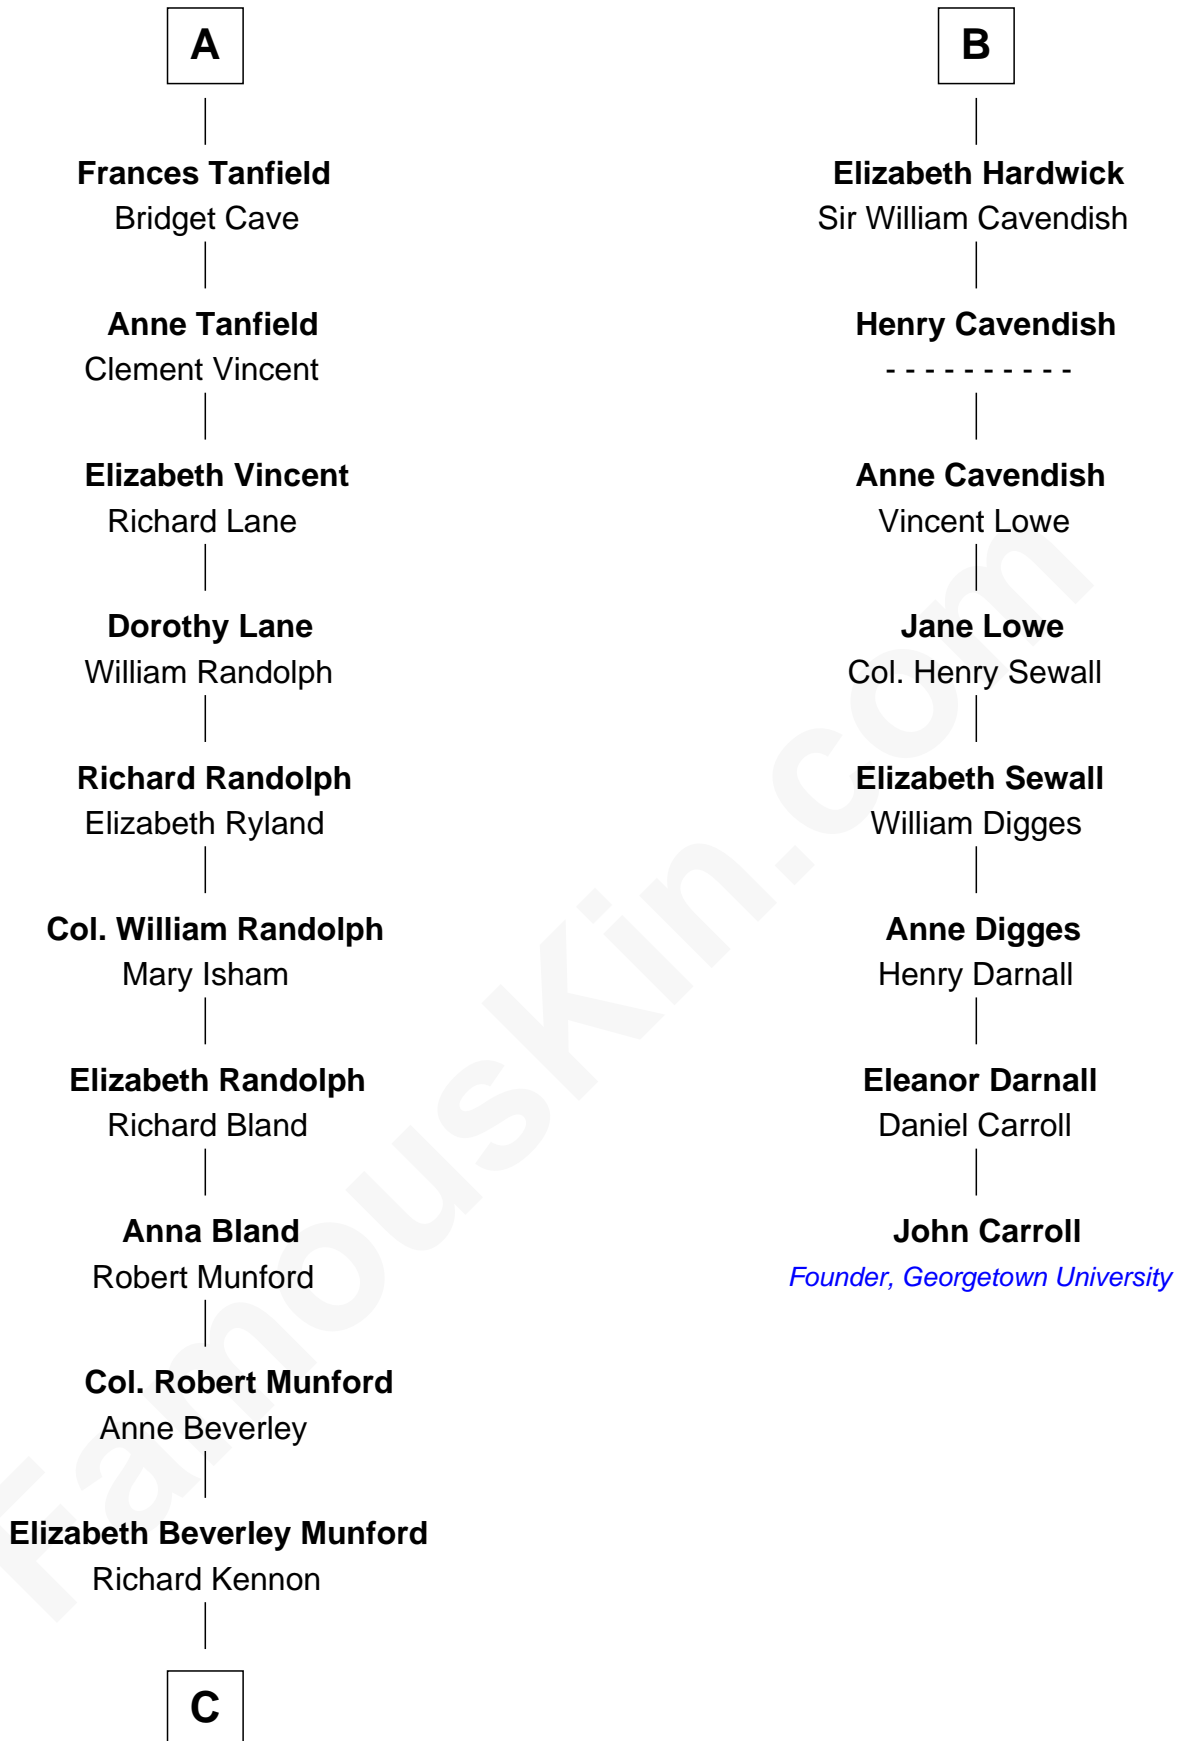 A
Frances Tanfield
Bridget Cave
Anne Tanfield
Clement Vincent
Elizabeth Vincent
Richard Lane
Dorothy Lane
William Randolph
Richard Randolph
Elizabeth Ryland
Col. William Randolph
Mary Isham
Elizabeth Randolph
Richard Bland
Anna Bland
Robert Munford
Col. Robert Munford
Anne Beverley
Elizabeth Beverley Munford
Richard Kennon
C
B
Elizabeth Hardwick
Sir William Cavendish
Henry Cavendish
- - - - - - - - - -
Anne Cavendish
Vincent Lowe
Jane Lowe
Col. Henry Sewall
Elizabeth Sewall
William Digges
Anne Digges
Henry Darnall
Eleanor Darnall
Daniel Carroll
John Carroll
Founder, Georgetown University
FamousKin.com